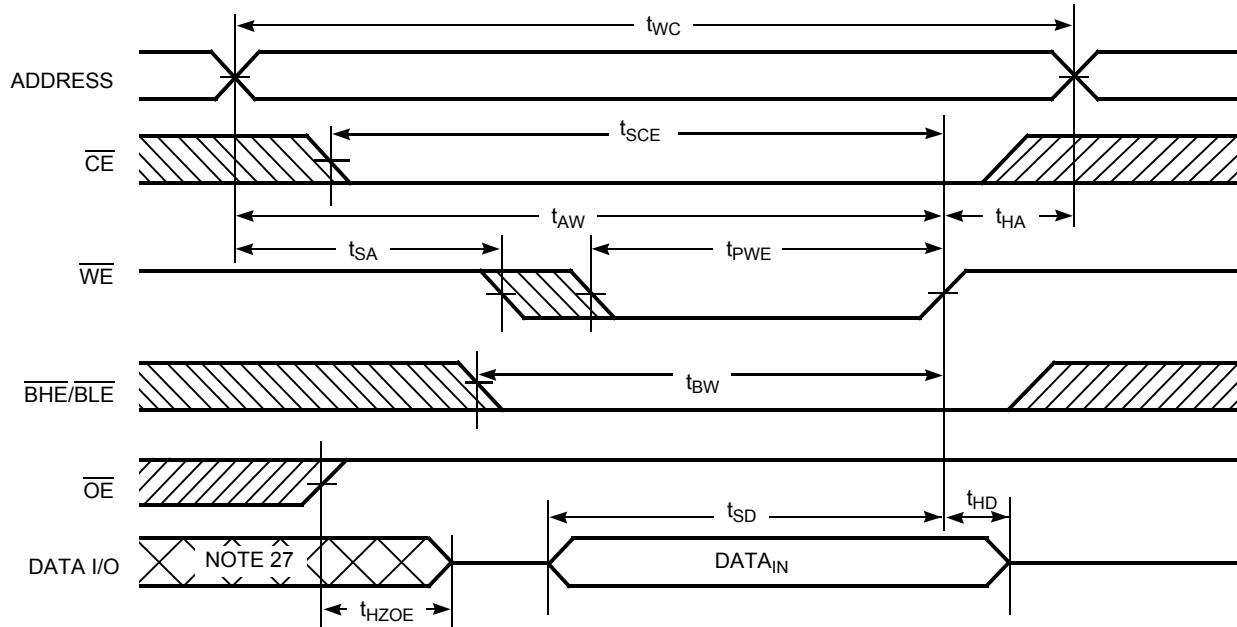 tWC
ADDRESS
tSCE
CE
tAW
tHA
tSA
tPWE
WE
BHE/BLE
tBW
OE
tSD
tHD
DATA I/O
NOTE 27
DATAIN
tHZOE